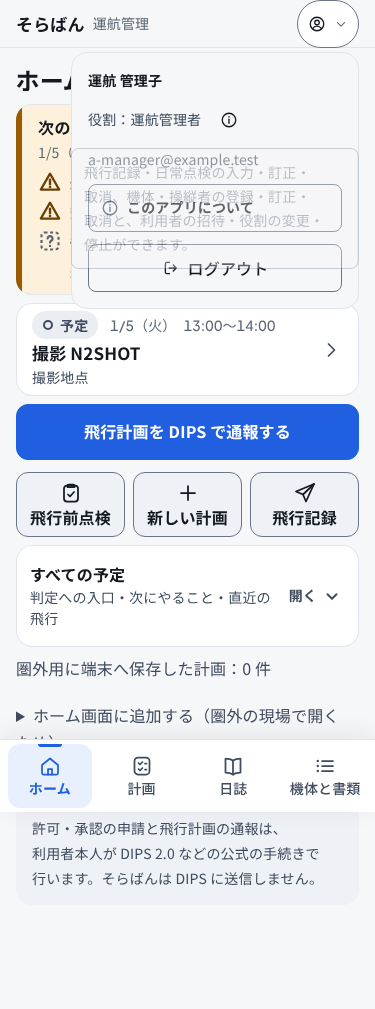 そらばん 運航管理
ホーム
運航 管理子
役割：運航管理者
a-manager@example.test
飛行記録・日常点検の入力・訂正・
取消、機体・操縦者の登録・訂正・
取消と、利用者の招待・役割の変更・
停止ができます。
このアプリについて
ログアウト
次の
1/5（
予定 1/5（火） 13:00〜14:00
撮影 N2SHOT
撮影地点
飛行計画を DIPS で通報する
飛行前点検
新しい計画
飛行記録
すべての予定
判定への入口・次にやること・直近の
飛行
開く
圏外用に端末へ保存した計画：0 件
▶ ホーム画面に追加する（圏外の現場で開く
ホーム
計画
日誌
機体と書類
許可・承認の申請と飛行計画の通報は、
利用者本人が DIPS 2.0 などの公式の手続きで
行います。そらばんは DIPS に送信しません。